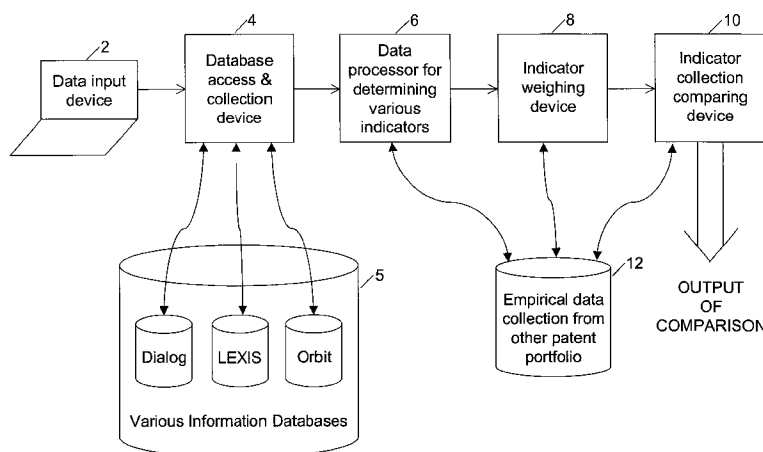 2
Data input
device
4
Database
access &
collection
device
6
Data
processor for
determining
various
indicators
8
Indicator
weighing
device
10
Indicator
collection
comparing
device
5
Dialog
LEXIS
Orbit
Various Information Databases
12
Empirical data
collection from
other patent
portfolio
OUTPUT
OF
COMPARISON